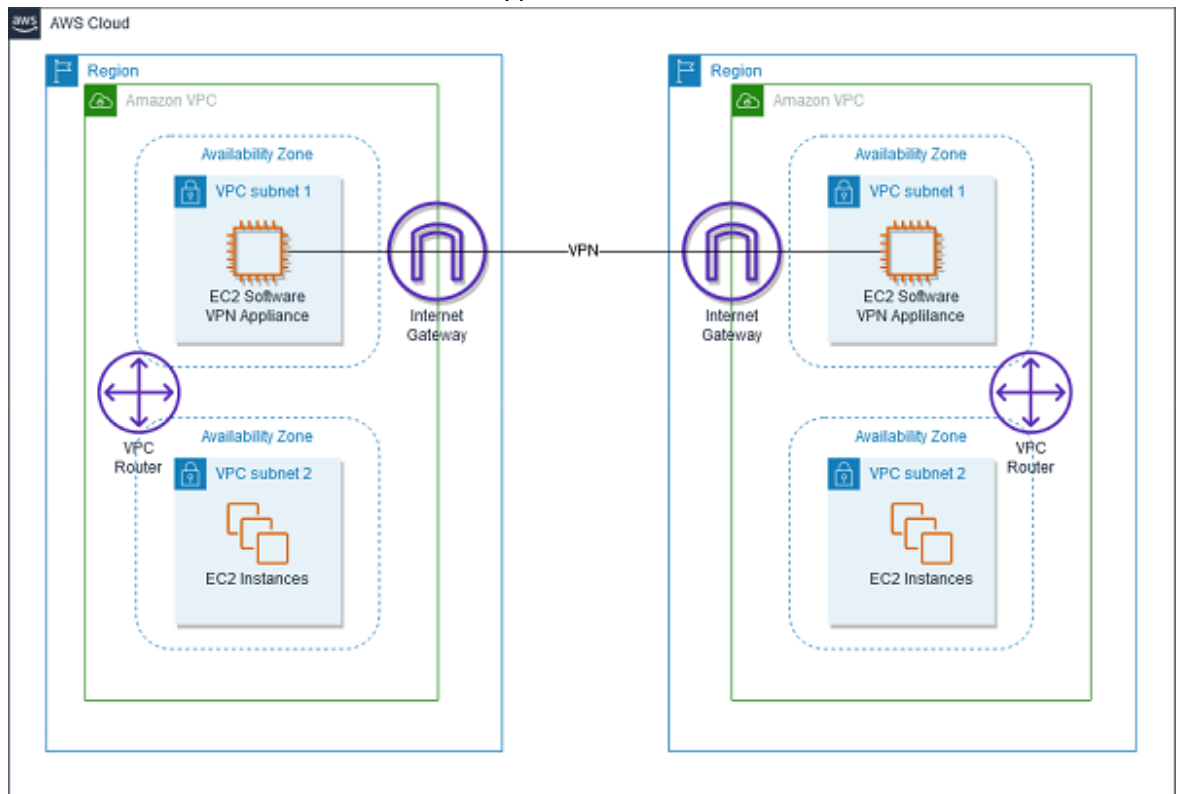 aws AWS Cloud
Region
Amazon VPC
Availability Zone
VPC subnet 1
EC2 Software
VPN Appliance
Internet
Gateway
VPC
Router
Availability Zone
VPC subnet 2
EC2 Instances
VPN
Region
Amazon VPC
Availability Zone
VPC subnet 1
EC2 Software
VPN Applilance
Internet
Gateway
VPC
Router
Availability Zone
VPC subnet 2
EC2 Instances